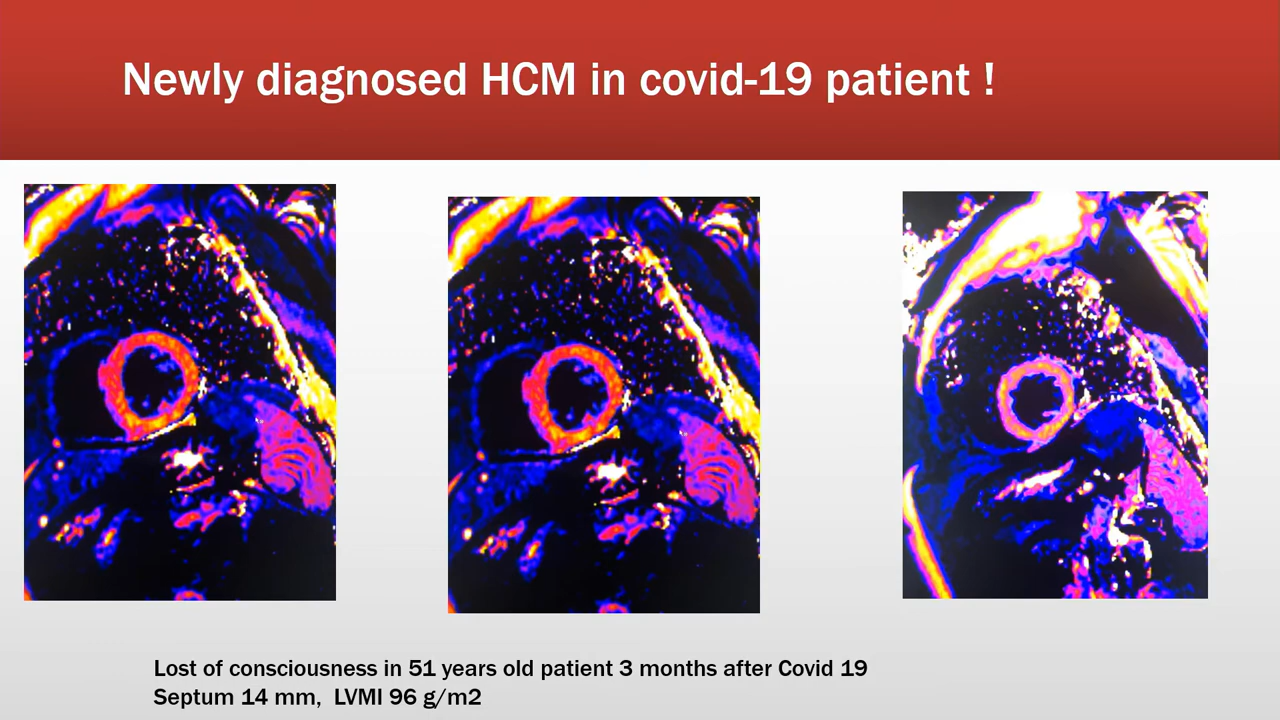 Newly diagnosed HCM in covid-19 patient !
Lost of consciousness in 51 years old patient 3 months after Covid 19
Septum 14 mm,  LVMI 96 g/m2